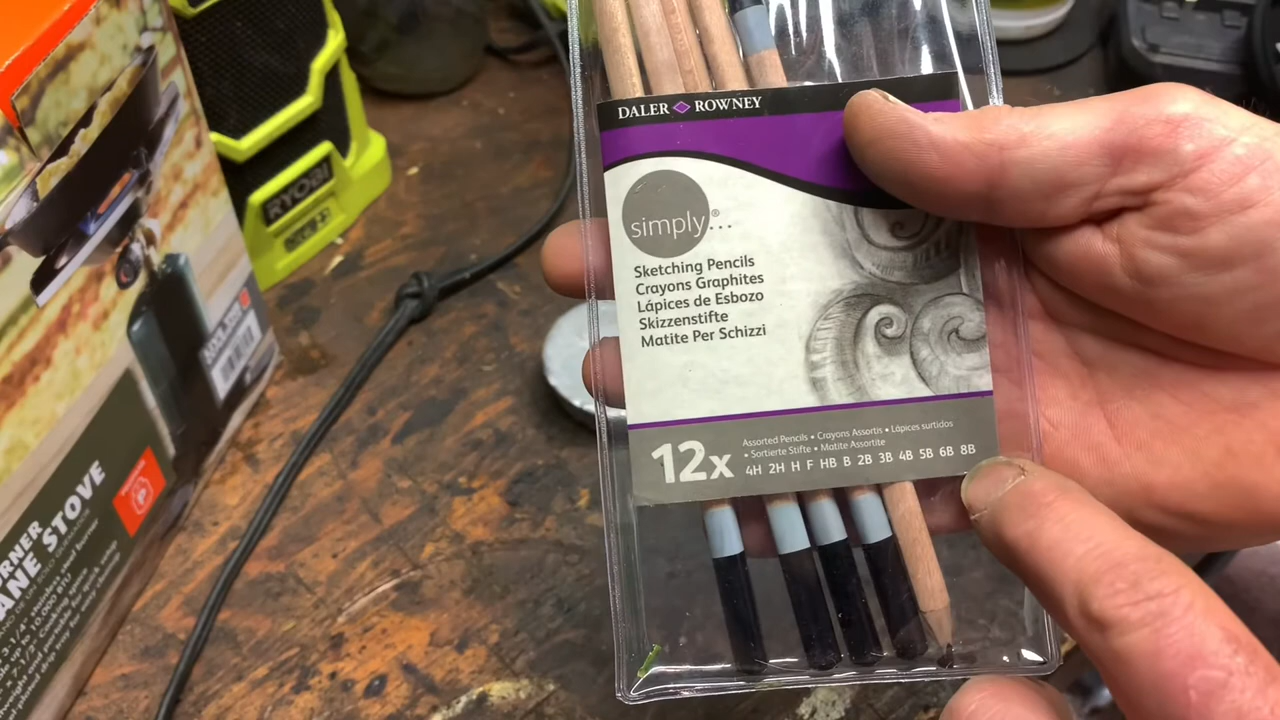 DALER ROWNEY
simply®...
Sketching Pencils
Crayons Graphites
Lápices de Esbozo
Skizzenstifte
Matite Per Schizzi
12x
Assorted Pencils • Crayons Assortis • Lápices surtidos
• Sortierte Stifte • Matite Assortite
4H 2H H F HB B 2B 3B 4B 5B 6B 8B
RYOBI
STOVE